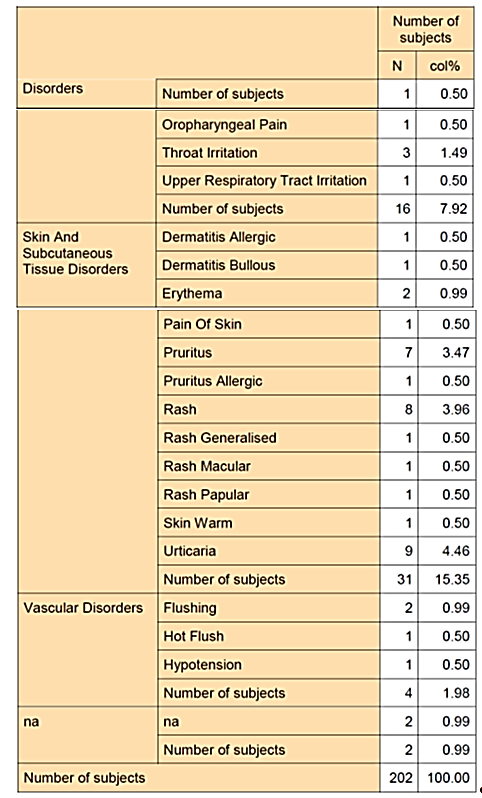 Number of
subjects
N col%
Disorders Number of subjects 1 0.50
Oropharyngeal Pain 1 0.50
Throat Irritation 3 1.49
Upper Respiratory Tract Irritation 1 0.50
Number of subjects 16 7.92
Skin And
Subcutaneous
Tissue Disorders
Dermatitis Allergic 1 0.50
Dermatitis Bullous 1 0.50
Erythema 2 0.99
Pain Of Skin 1 0.50
Pruritus 7 3.47
Pruritus Allergic 1 0.50
Rash 8 3.96
Rash Generalised 1 0.50
Rash Macular 1 0.50
Rash Papular 1 0.50
Skin Warm 1 0.50
Urticaria 9 4.46
Number of subjects 31 15.35
Vascular Disorders Flushing 2 0.99
Hot Flush 1 0.50
Hypotension 1 0.50
Number of subjects 4 1.98
na na 2 0.99
Number of subjects 2 0.99
Number of subjects 202 100.00